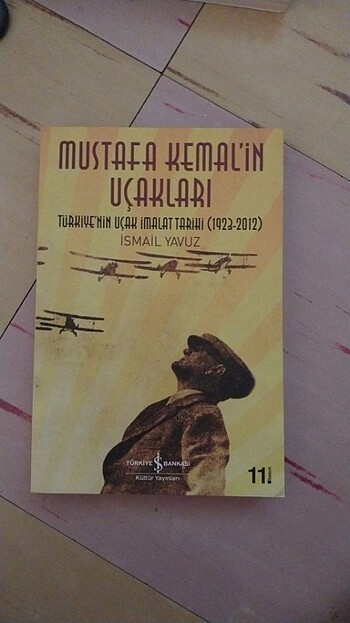 MUSTAFA KEMAL'İN
UÇAKLARI
TÜRKİYE'NİN UÇAK İMALAT TARİHİ (1923-2012)
İSMAİL YAVUZ
TÜRKİYE İŞ BANKASI
Kültür Yayınları
11.